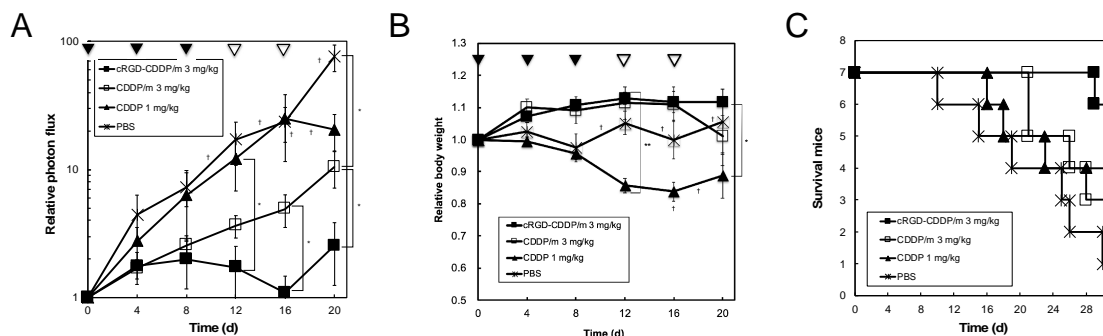 A
100
10
1
Relative photon flux
cRGD-CDDP/m 3 mg/kg
CDDP/m 3 mg/kg
CDDP 1 mg/kg
PBS
†
†
†
†
†
*
*
*
*
0 4 8 12 16 20
Time (d)
B
1.3
1.2
1.1
1.0
0.9
0.8
0.7
0.6
0.5
Relative body weight
†
†
†
†
†
**
*
cRGD-CDDP/m 3 mg/kg
CDDP/m 3 mg/kg
CDDP 1 mg/kg
PBS
0 4 8 12 16 20
Time (d)
C
8
7
6
5
4
3
2
1
0
Survival mice
cRGD-CDDP/m 3 mg/kg
CDDP/m 3 mg/kg
CDDP 1 mg/kg
PBS
0 4 8 12 16 21 24 28
Time (d)